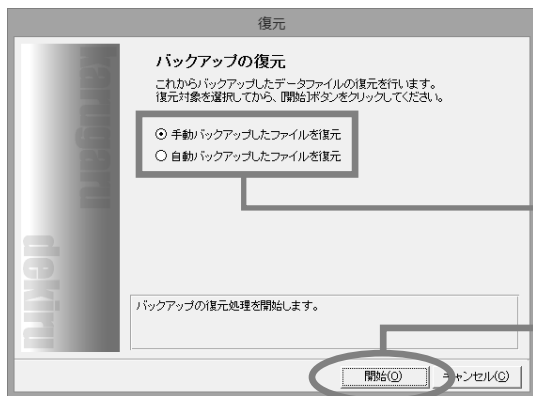 復元
バックアップの復元
これからバックアップしたデータファイルの復元を行います。
復元対象を選択してから、[開始]ボタンをクリックしてください。
手動バックアップしたファイルを復元
自動バックアップしたファイルを復元
karugaru
dekiru
バックアップの復元処理を開始します。
開始(O)
キャンセル(C)